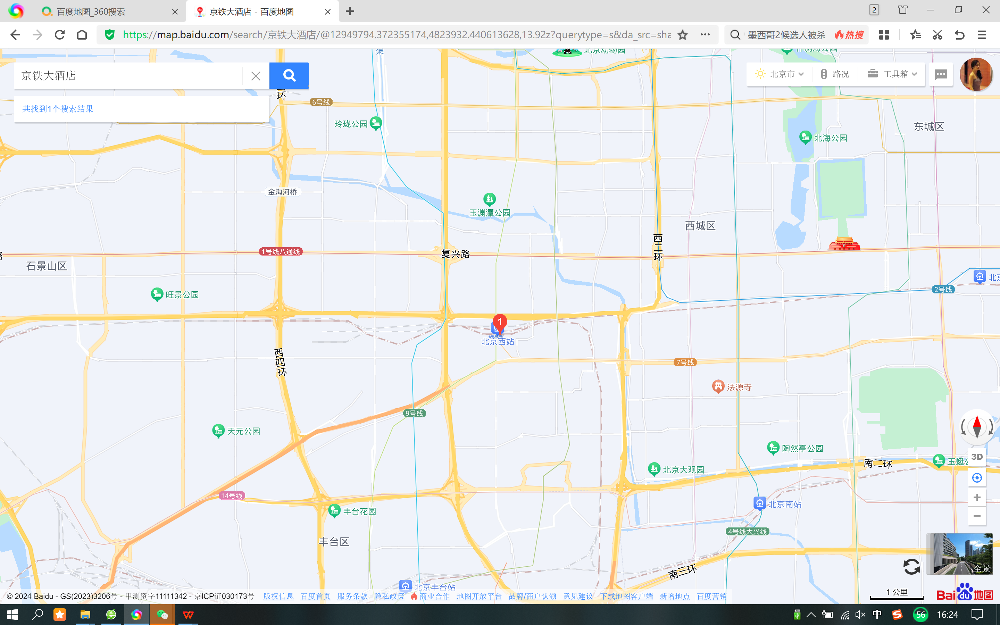 百度地图_360搜索
京铁大酒店 - 百度地图
2
https://map.baidu.com/search/京铁大酒店/@12949794.372355174,4823932.440613628,13.92z?querytype=s&da_src=sha
墨西哥2候选人被杀
热搜
渠
北京动物园
京铁大酒店
北京市
路况
工具箱
环
6号线
共找到1个搜索结果
玲珑公园
东城区
北海公园
金沟河桥
玉渊潭公园
西城区
西二环
1号线八通线
复兴路
路
石景山区
2号线
旺景公园
1
北京西站
西四环
7号线
法源寺
9号线
天元公园
陶然亭公园
3D
玉蜓公
南二环
北京大观园
14号线
北京南站
丰台花园
4号线大兴线
丰台区
全景
南三环
北京丰台站
1 公里
Bai du 地图
© 2024 Baidu - GS(2023)3206号 - 甲测资字11111342 - 京ICP证030173号 版权信息 百度首页 服务条款 隐私政策 商业合作 地图开放平台 品牌/商户认领 意见建议 下载地图客户端 新增地点 百度营销
中
56
16:24